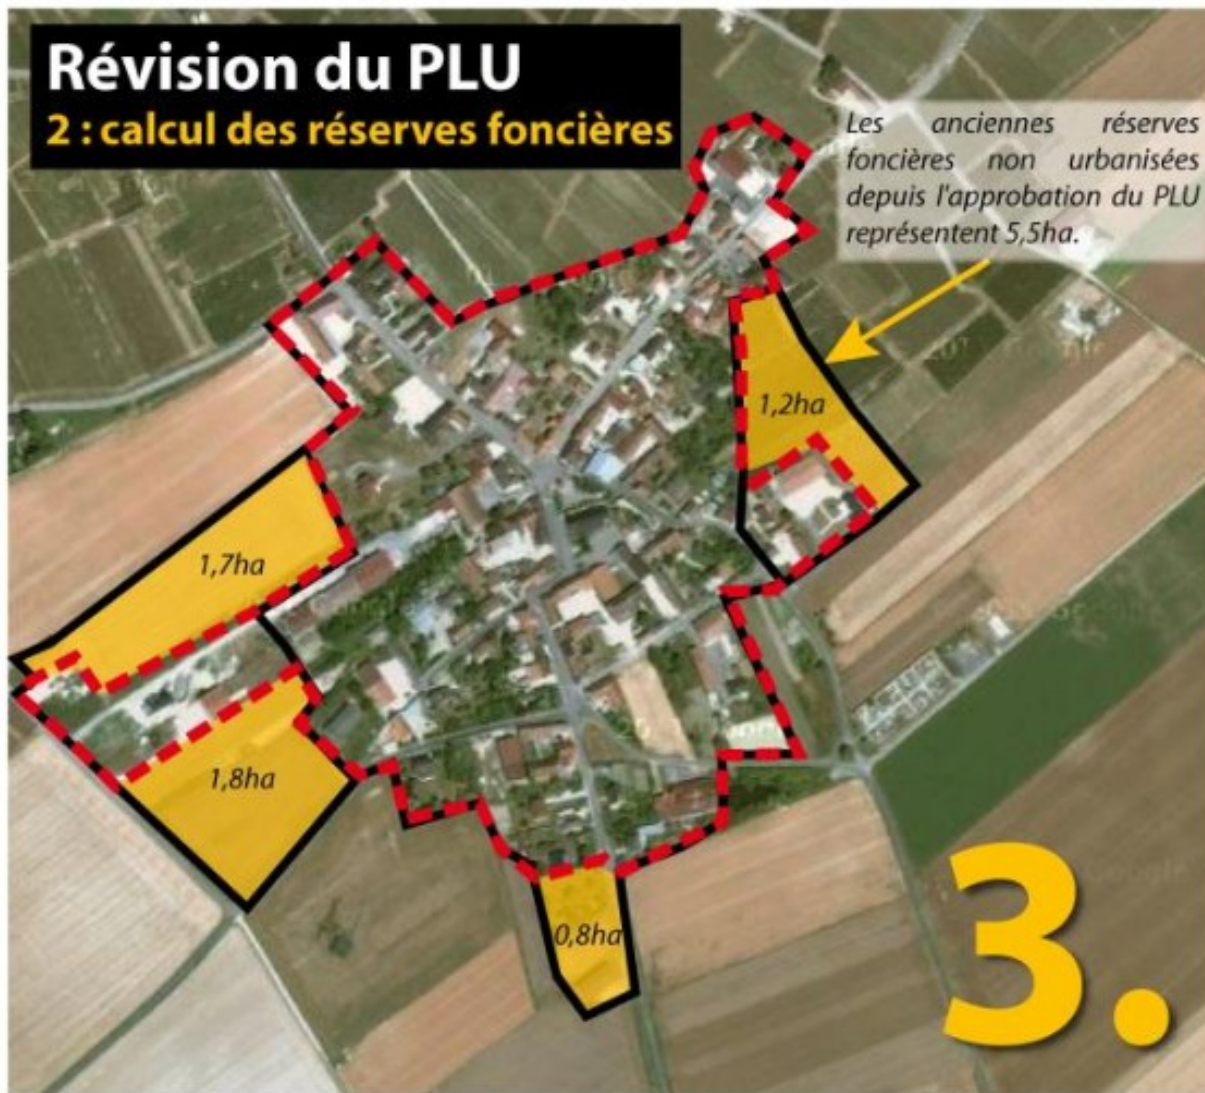 Révision du PLU
2 : calcul des réserves foncières
Les anciennes réserves
foncières non urbanisées
depuis l'approbation du PLU
représentent 5,5ha.
1,2ha
1,7ha
1,8ha
0,8ha
3.